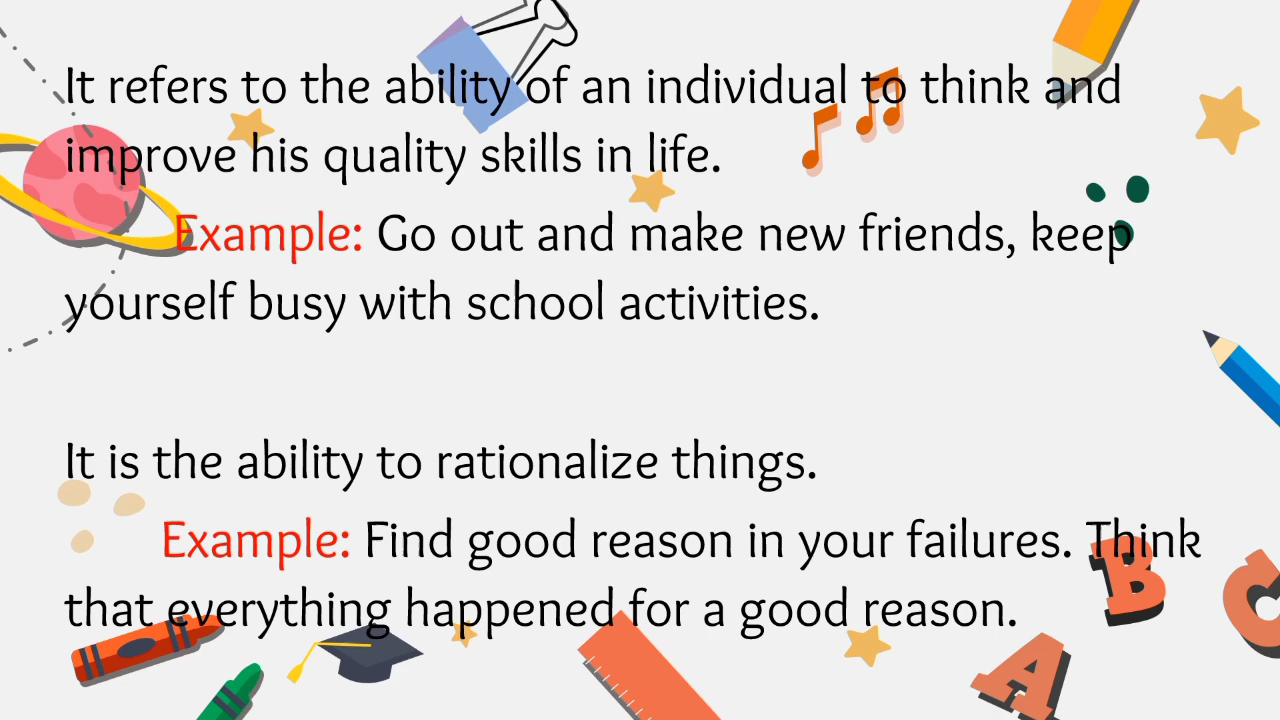 It refers to the ability of an individual to think and
improve his quality skills in life.
Example: Go out and make new friends, keep
yourself busy with school activities.
It is the ability to rationalize things.
Example: Find good reason in your failures. Think
that everything happened for a good reason.
B
C
A